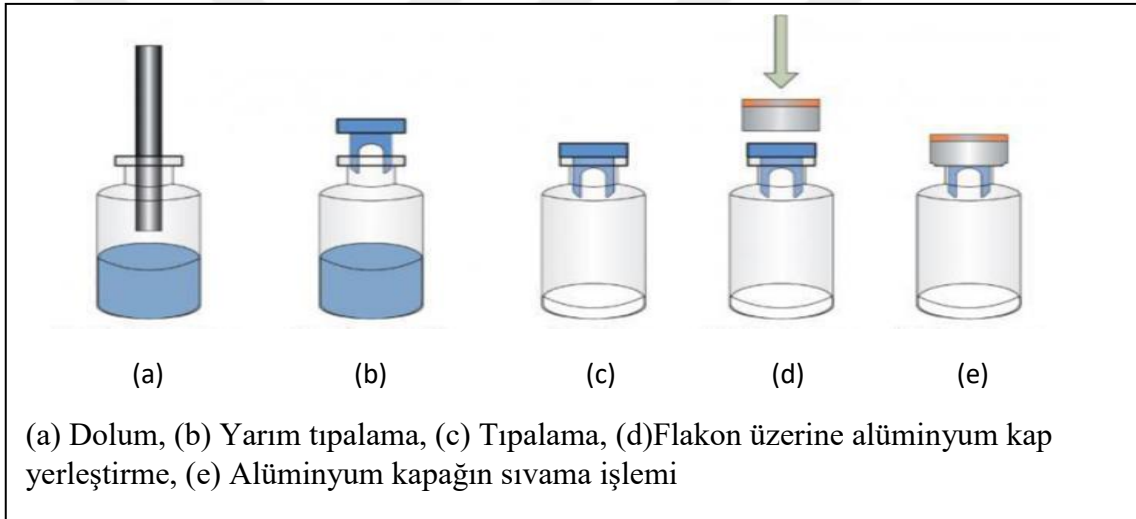 (a) (b) (c) (d) (e)
(a) Dolum, (b) Yarım tıpalama, (c) Tıpalama, (d)Flakon üzerine alüminyum kap
yerleştirme, (e) Alüminyum kapağın sıvama işlemi